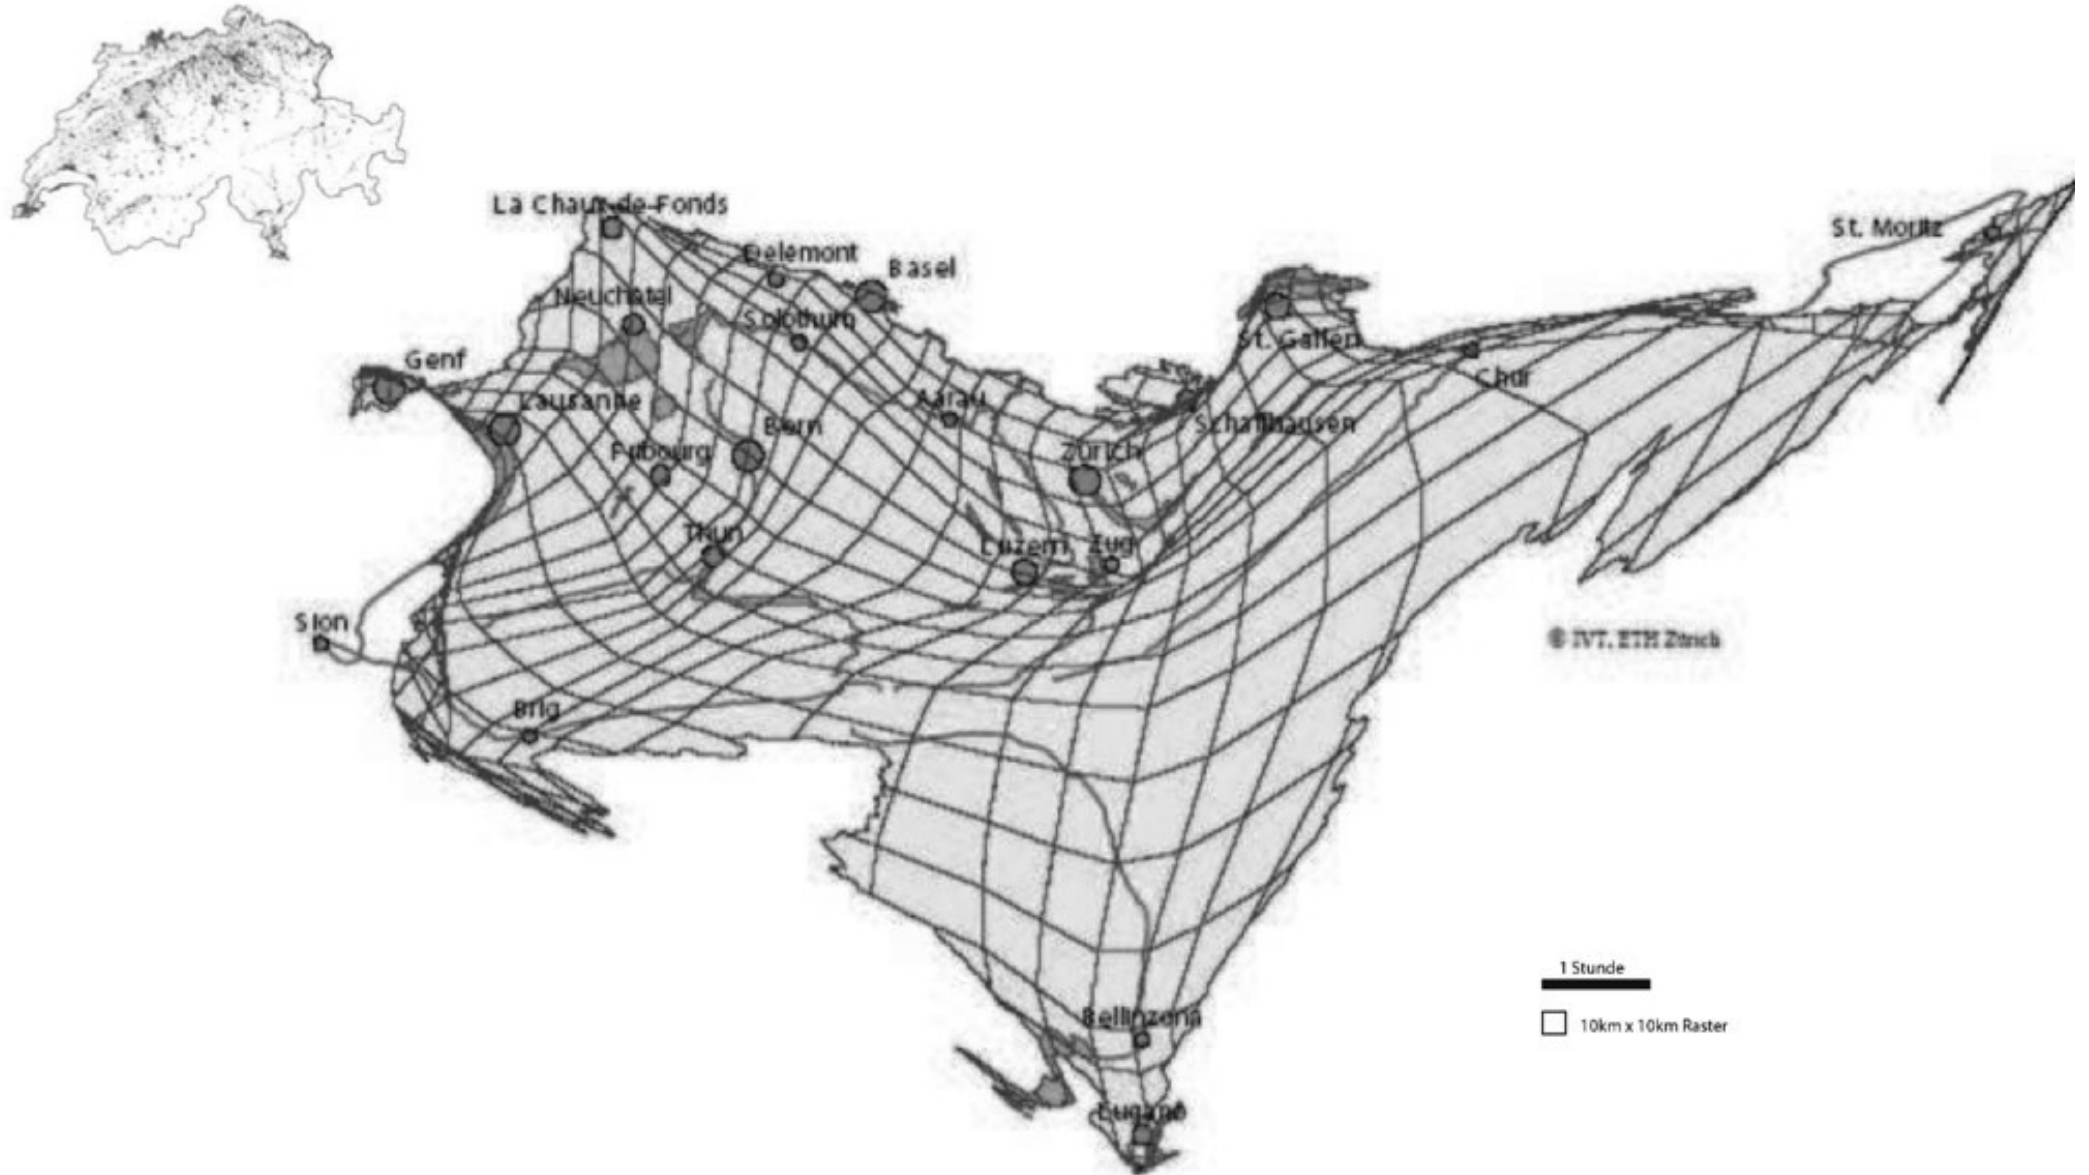 La Chaux-de-Fonds
St. Moritz
Delemont
Basel
Neuchatel
Solothurn
St. Gallen
Genf
Chur
Lausanne
Aarau
Schaffhausen
Bern
Fribourg
Zürich
Thun
Luzern
Zug
Sion
© IVT, ETH Zürich
Brig
1 Stunde
Bellinzona
10km x 10km Raster
Lugano